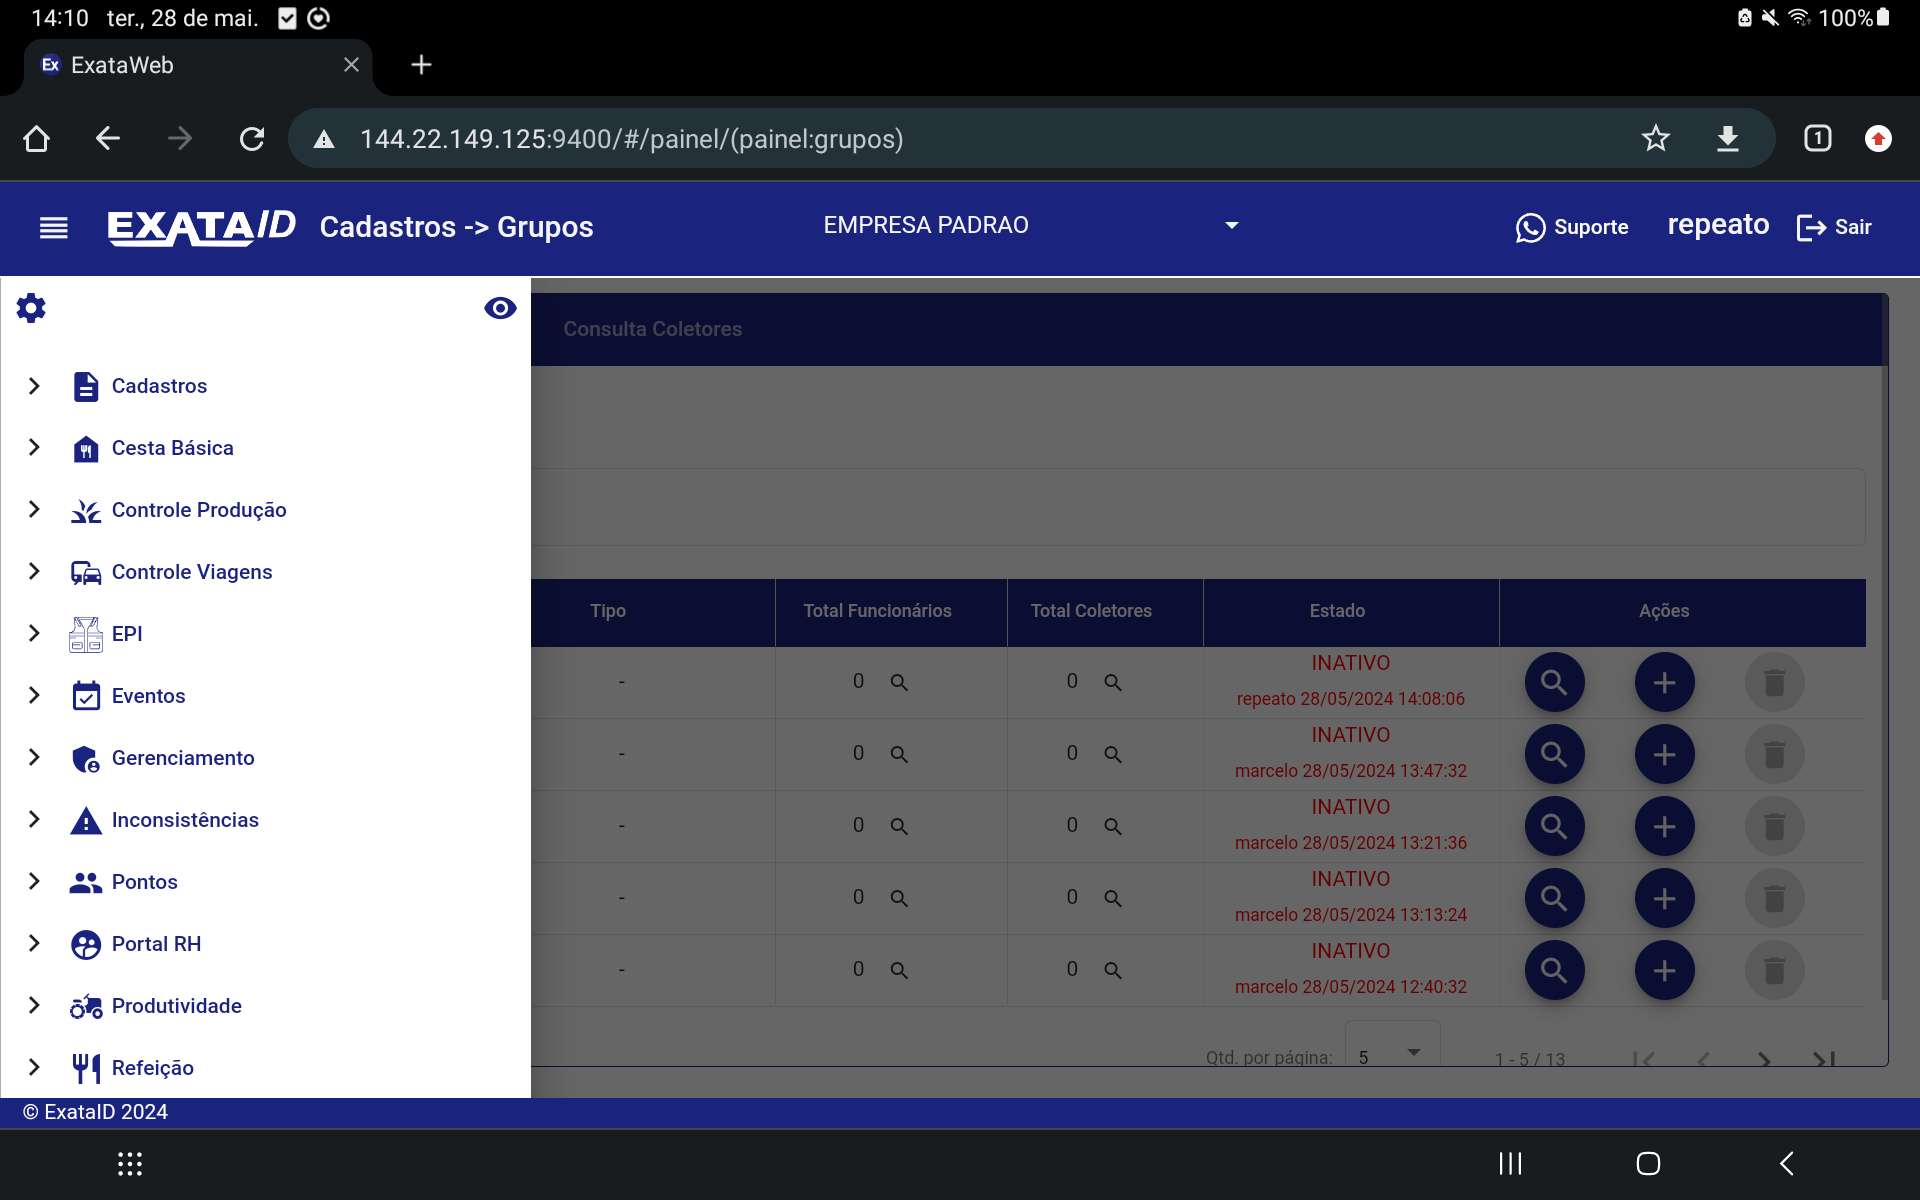 14:10 ter., 28 de mai. 100%
Ex ExataWeb
144.22.149.125:9400/#/painel/(painel:grupos) 1
EXATA/ID Cadastros -> Grupos EMPRESA PADRAO Suporte repeato Sair
Consulta Coletores
Cadastros
Cesta Básica
Controle Produção
Controle Viagens
EPI
Eventos
Gerenciamento
Inconsistências
Pontos
Portal RH
Produtividade
Refeição
Tipo Total Funcionários Total Coletores Estado Ações
- 0 0 INATIVO
repeato 28/05/2024 14:08:06
- 0 0 INATIVO
marcelo 28/05/2024 13:47:32
- 0 0 INATIVO
marcelo 28/05/2024 13:21:36
- 0 0 INATIVO
marcelo 28/05/2024 13:13:24
- 0 0 INATIVO
marcelo 28/05/2024 12:40:32
Qtd. por página: 5 1 - 5 / 13
© ExataID 2024